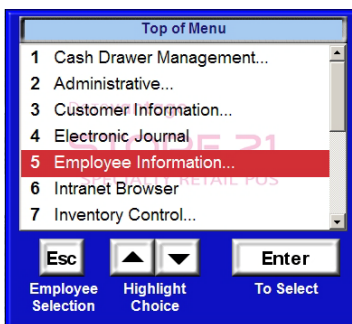 Top of Menu
1 Cash Drawer Management...
2 Administrative...
3 Customer Information...
4 Electronic Journal
STORE 21
5 Employee Information...
SPECIALTY RETAIL POS
6 Intranet Browser
7 Inventory Control...
Esc
Enter
Employee Selection
Highlight Choice
To Select